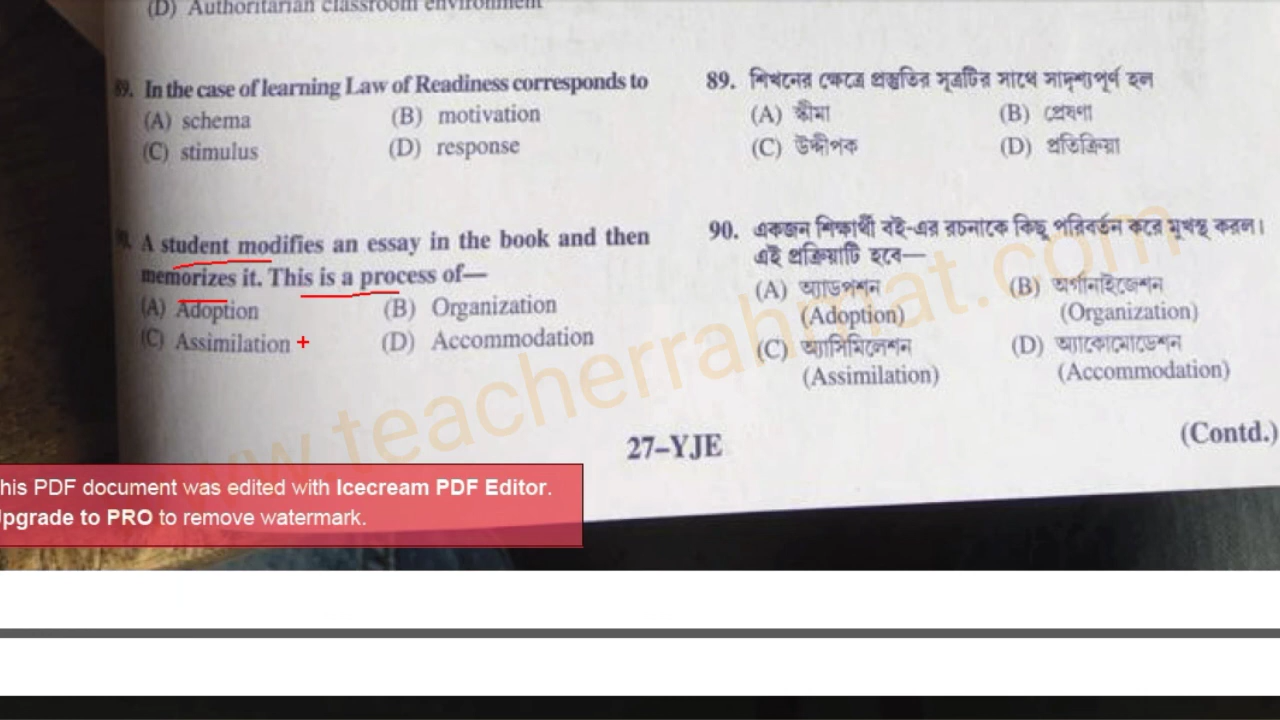 (D) Authoritarian classroom environment
89. In the case of learning Law of Readiness corresponds to
(A) schema (B) motivation
(C) stimulus (D) response
A student modifies an essay in the book and then
memorizes it. This is a process of—
(A) Adoption (B) Organization
(C) Assimilation + (D) Accommodation
89. শিখনের ক্ষেত্রে প্রস্তুতির সূত্রটির সাথে সাদৃশ্যপূর্ণ হল
(A) স্কীমা (B) প্রেষণা
(C) উদ্দীপক (D) প্রতিক্রিয়া
90. একজন শিক্ষার্থী বই-এর রচনাকে কিছু পরিবর্তন করে মুখস্থ করল।
এই প্রক্রিয়াটি হবে—
(A) অ্যাডপশন (B) অর্গানাইজেশন
(Adoption) (Organization)
(C) অ্যাসিমিলেশন (D) অ্যাকোমোডেশন
(Assimilation) (Accommodation)
27–YJE
(Contd.)
www.teacherrahmat.com
his PDF document was edited with Icecream PDF Editor.
pgrade to PRO to remove watermark.